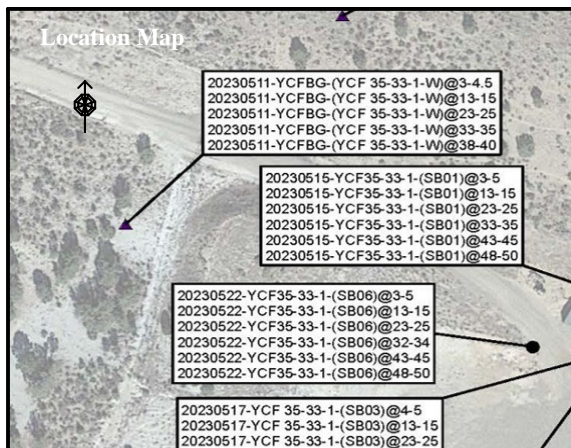 Location Map
20230511-YCFBG-(YCF 35-33-1-W)@3-4.5
20230511-YCFBG-(YCF 35-33-1-W)@13-15
20230511-YCFBG-(YCF 35-33-1-W)@23-25
20230511-YCFBG-(YCF 35-33-1-W)@33-35
20230511-YCFBG-(YCF 35-33-1-W)@38-40
20230515-YCF35-33-1-(SB01)@3-5
20230515-YCF35-33-1-(SB01)@13-15
20230515-YCF35-33-1-(SB01)@23-25
20230515-YCF35-33-1-(SB01)@33-35
20230515-YCF35-33-1-(SB01)@43-45
20230515-YCF35-33-1-(SB01)@48-50
20230522-YCF35-33-1-(SB06)@3-5
20230522-YCF35-33-1-(SB06)@13-15
20230522-YCF35-33-1-(SB06)@23-25
20230522-YCF35-33-1-(SB06)@32-34
20230522-YCF35-33-1-(SB06)@43-45
20230522-YCF35-33-1-(SB06)@48-50
20230517-YCF 35-33-1-(SB03)@4-5
20230517-YCF 35-33-1-(SB03)@13-15
20230517-YCF 35-33-1-(SB03)@23-25